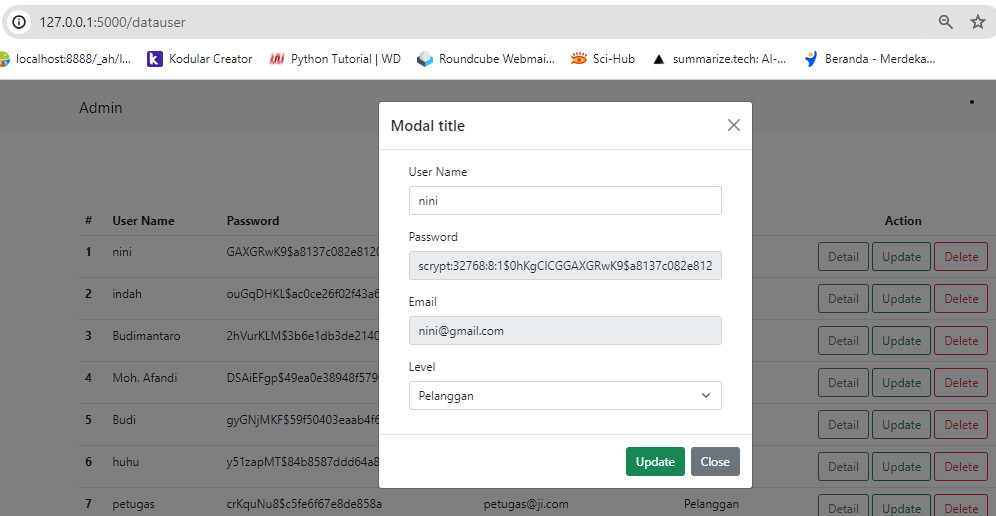 127.0.0.1:5000/datauser
localhost:8888/_ah/l... Kodular Creator Python Tutorial | WD Roundcube Webmai... Sci-Hub summarize.tech: AI-... Beranda - Merdeka...
Admin
Modal title
User Name
nini
Password
scrypt:32768:8:1$0hKgClCGGAXGRwK9$a8137c082e812
Email
nini@gmail.com
Level
Pelanggan
Update Close
# User Name Password Action
1 nini GAXGRwK9$a8137c082e8120 Detail Update Delete
2 indah ouGqDHKL$ac0ce26f02f43a6 Detail Update Delete
3 Budimantaro 2hVurKLM$3b6e1db3de2140 Detail Update Delete
4 Moh. Afandi DSAiEFgp$49ea0e38948f579 Detail Update Delete
5 Budi gyGNjMKF$59f50403eaab4f6 Detail Update Delete
6 huhu y51zapMT$84b8587ddd64a8 Detail Update Delete
7 petugas crKquNu8$c5fe6f67e8de858a petugas@ji.com Pelanggan Detail Update Delete